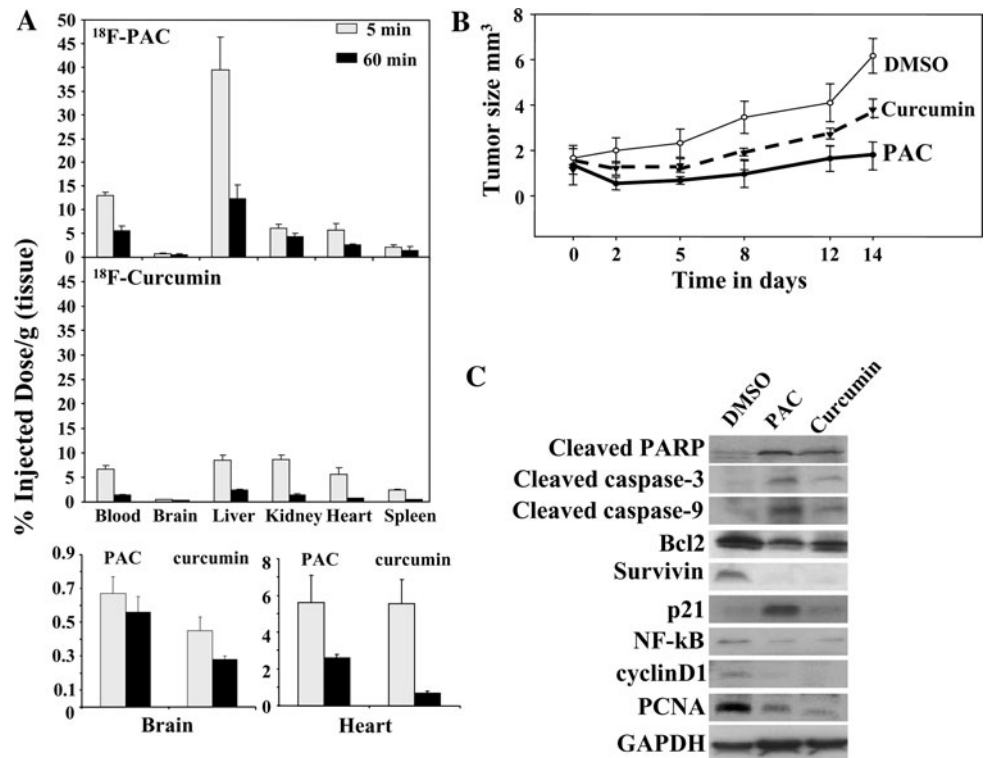 A
% Injected Dose/g (tissue)
18F-PAC
5 min
60 min
50
45
40
35
30
25
20
15
10
5
0
18F-Curcumin
45
40
35
30
25
20
15
10
5
0
Blood Brain Liver Kidney Heart Spleen
PAC curcumin
0.9
0.7
0.5
0.3
0.1
0
Brain
PAC curcumin
8
6
4
2
0
Heart
B
Tumor size mm3
6
4
2
0
DMSO
Curcumin
PAC
0 2 5 8 12 14
Time in days
C
DMSO PAC Curcumin
Cleaved PARP
Cleaved caspase-3
Cleaved caspase-9
Bcl2
Survivin
p21
NF-kB
cyclinD1
PCNA
GAPDH